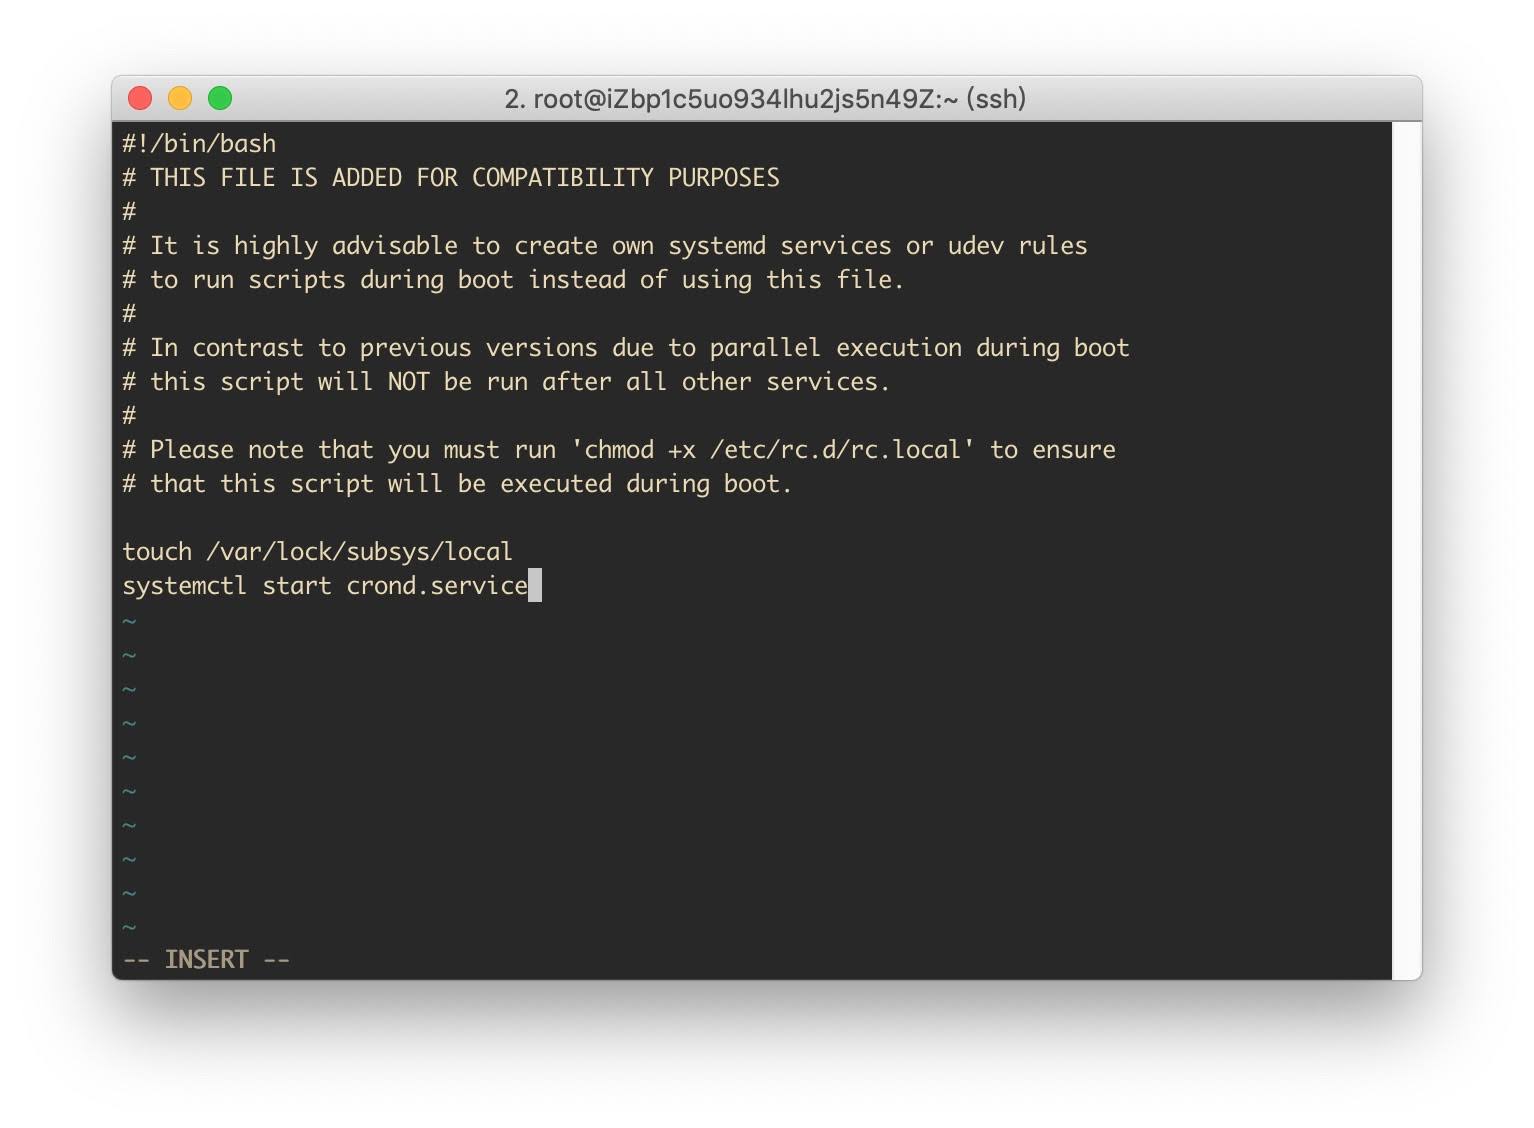 2. root@iZbp1c5uo934lhu2js5n49Z:~ (ssh)
#!/bin/bash
# THIS FILE IS ADDED FOR COMPATIBILITY PURPOSES
#
# It is highly advisable to create own systemd services or udev rules
# to run scripts during boot instead of using this file.
#
# In contrast to previous versions due to parallel execution during boot
# this script will NOT be run after all other services.
#
# Please note that you must run 'chmod +x /etc/rc.d/rc.local' to ensure
# that this script will be executed during boot.

touch /var/lock/subsys/local
systemctl start crond.service
~
~
~
~
~
~
~
~
~
~
-- INSERT --